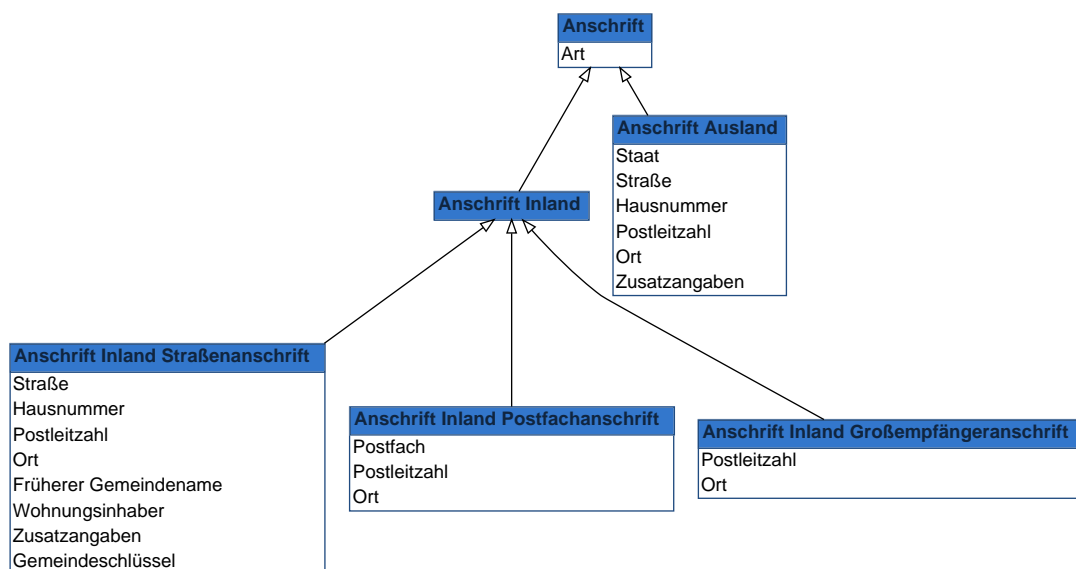 Anschrift
Art
Anschrift Ausland
Staat
Straße
Hausnummer
Postleitzahl
Ort
Zusatzangaben
Anschrift Inland
Anschrift Inland Straßenanschrift
Straße
Hausnummer
Postleitzahl
Ort
Früherer Gemeindename
Wohnungsinhaber
Zusatzangaben
Gemeindeschlüssel
Anschrift Inland Postfachanschrift
Postfach
Postleitzahl
Ort
Anschrift Inland Großempfängeranschrift
Postleitzahl
Ort